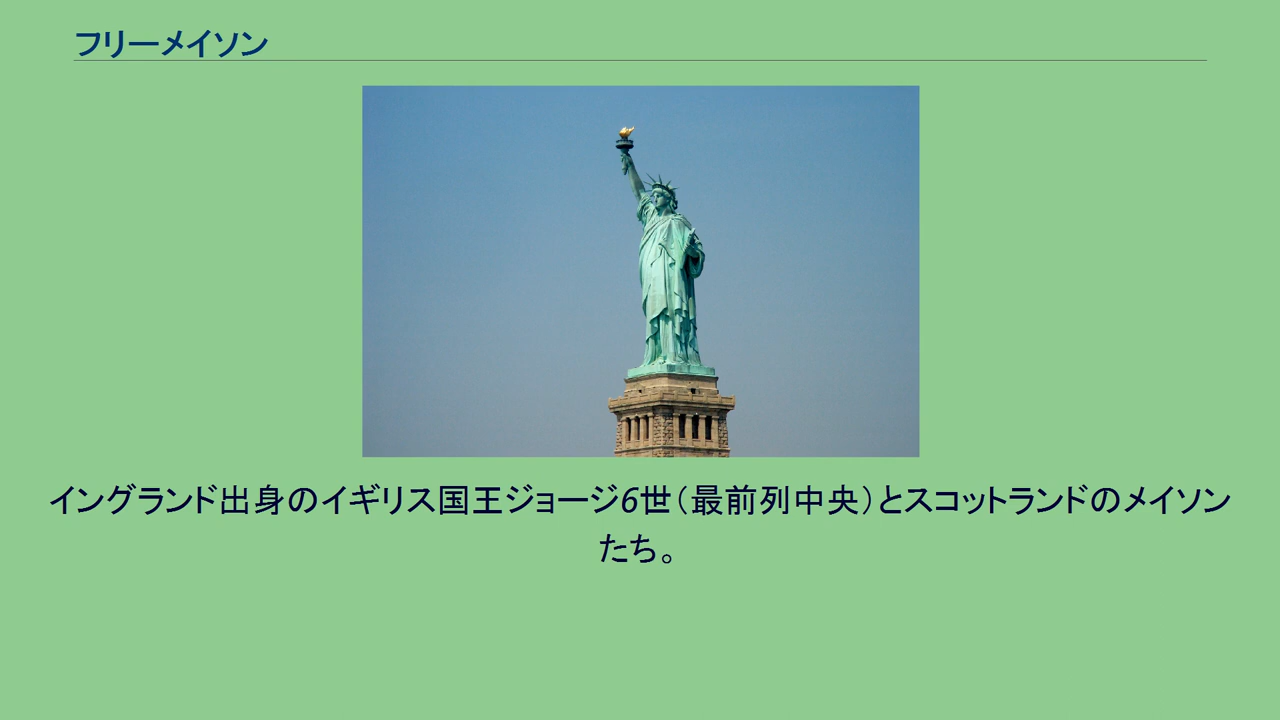 フリーメイソン
イングランド出身のイギリス国王ジョージ6世（最前列中央）とスコットランドのメイソン
たち。